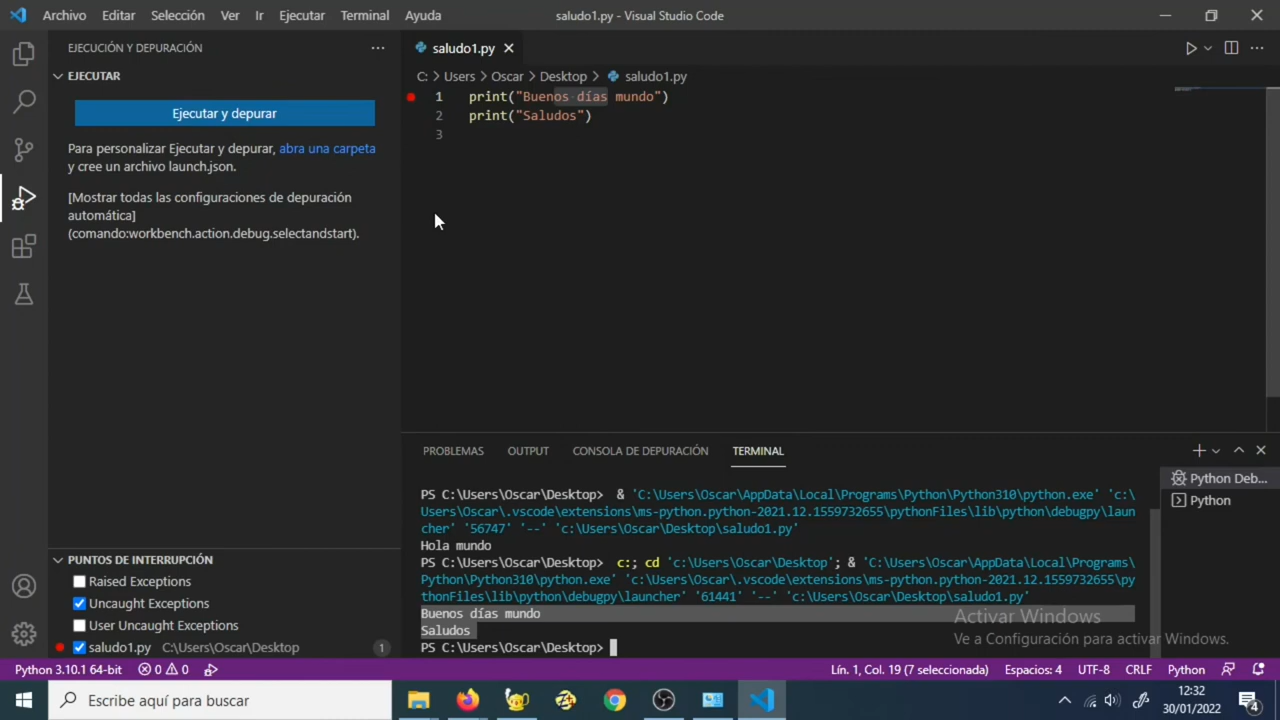 Archivo Editar Selección Ver Ir Ejecutar Terminal Ayuda
saludo1.py - Visual Studio Code
EJECUCIÓN Y DEPURACIÓN
EJECUTAR
Ejecutar y depurar
Para personalizar Ejecutar y depurar, abra una carpeta
y cree un archivo launch.json.
[Mostrar todas las configuraciones de depuración
automática]
(comando:workbench.action.debug.selectandstart).
PUNTOS DE INTERRUPCIÓN
Raised Exceptions
Uncaught Exceptions
User Uncaught Exceptions
saludo1.py C:\Users\Oscar\Desktop 1
saludo1.py
C: > Users > Oscar > Desktop > saludo1.py
1 print("Buenos·días mundo")
2 print("Saludos")
3
PROBLEMAS OUTPUT CONSOLA DE DEPURACIÓN TERMINAL
PS C:\Users\Oscar\Desktop> & 'C:\Users\Oscar\AppData\Local\Programs\Python\Python310\python.exe' 'c:\
Users\Oscar\.vscode\extensions\ms-python.python-2021.12.1559732655\pythonFiles\lib\python\debugpy\laun
cher' '56747' '--' 'c:\Users\Oscar\Desktop\saludo1.py'
Hola mundo
PS C:\Users\Oscar\Desktop> c:; cd 'c:\Users\Oscar\Desktop'; & 'C:\Users\Oscar\AppData\Local\Programs\
Python\Python310\python.exe' 'c:\Users\Oscar\.vscode\extensions\ms-python.python-2021.12.1559732655\py
thonFiles\lib\python\debugpy\launcher' '61441' '--' 'c:\Users\Oscar\Desktop\saludo1.py'
Buenos días mundo
Saludos
PS C:\Users\Oscar\Desktop>
Python Deb...
Python
Activar Windows
Ve a Configuración para activar Windows.
Python 3.10.1 64-bit 0 0
Lín. 1, Col. 19 (7 seleccionada) Espacios: 4 UTF-8 CRLF Python
Escribe aquí para buscar
12:32
30/01/2022
4